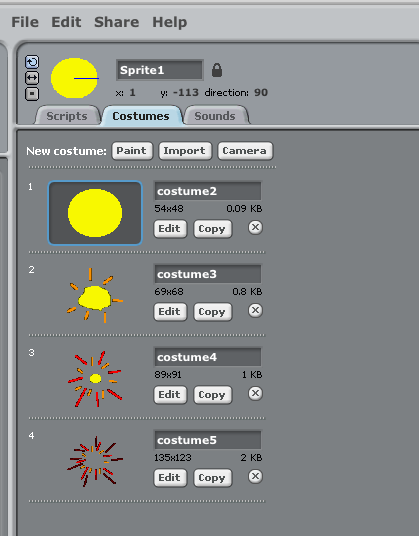 File Edit Share Help
Sprite1
x: 1 y: -113 direction: 90
Scripts Costumes Sounds
New costume: Paint Import Camera
1
costume2
54x48 0.09 KB
Edit Copy
2
costume3
69x68 0.8 KB
Edit Copy
3
costume4
89x91 1 KB
Edit Copy
4
costume5
135x123 2 KB
Edit Copy